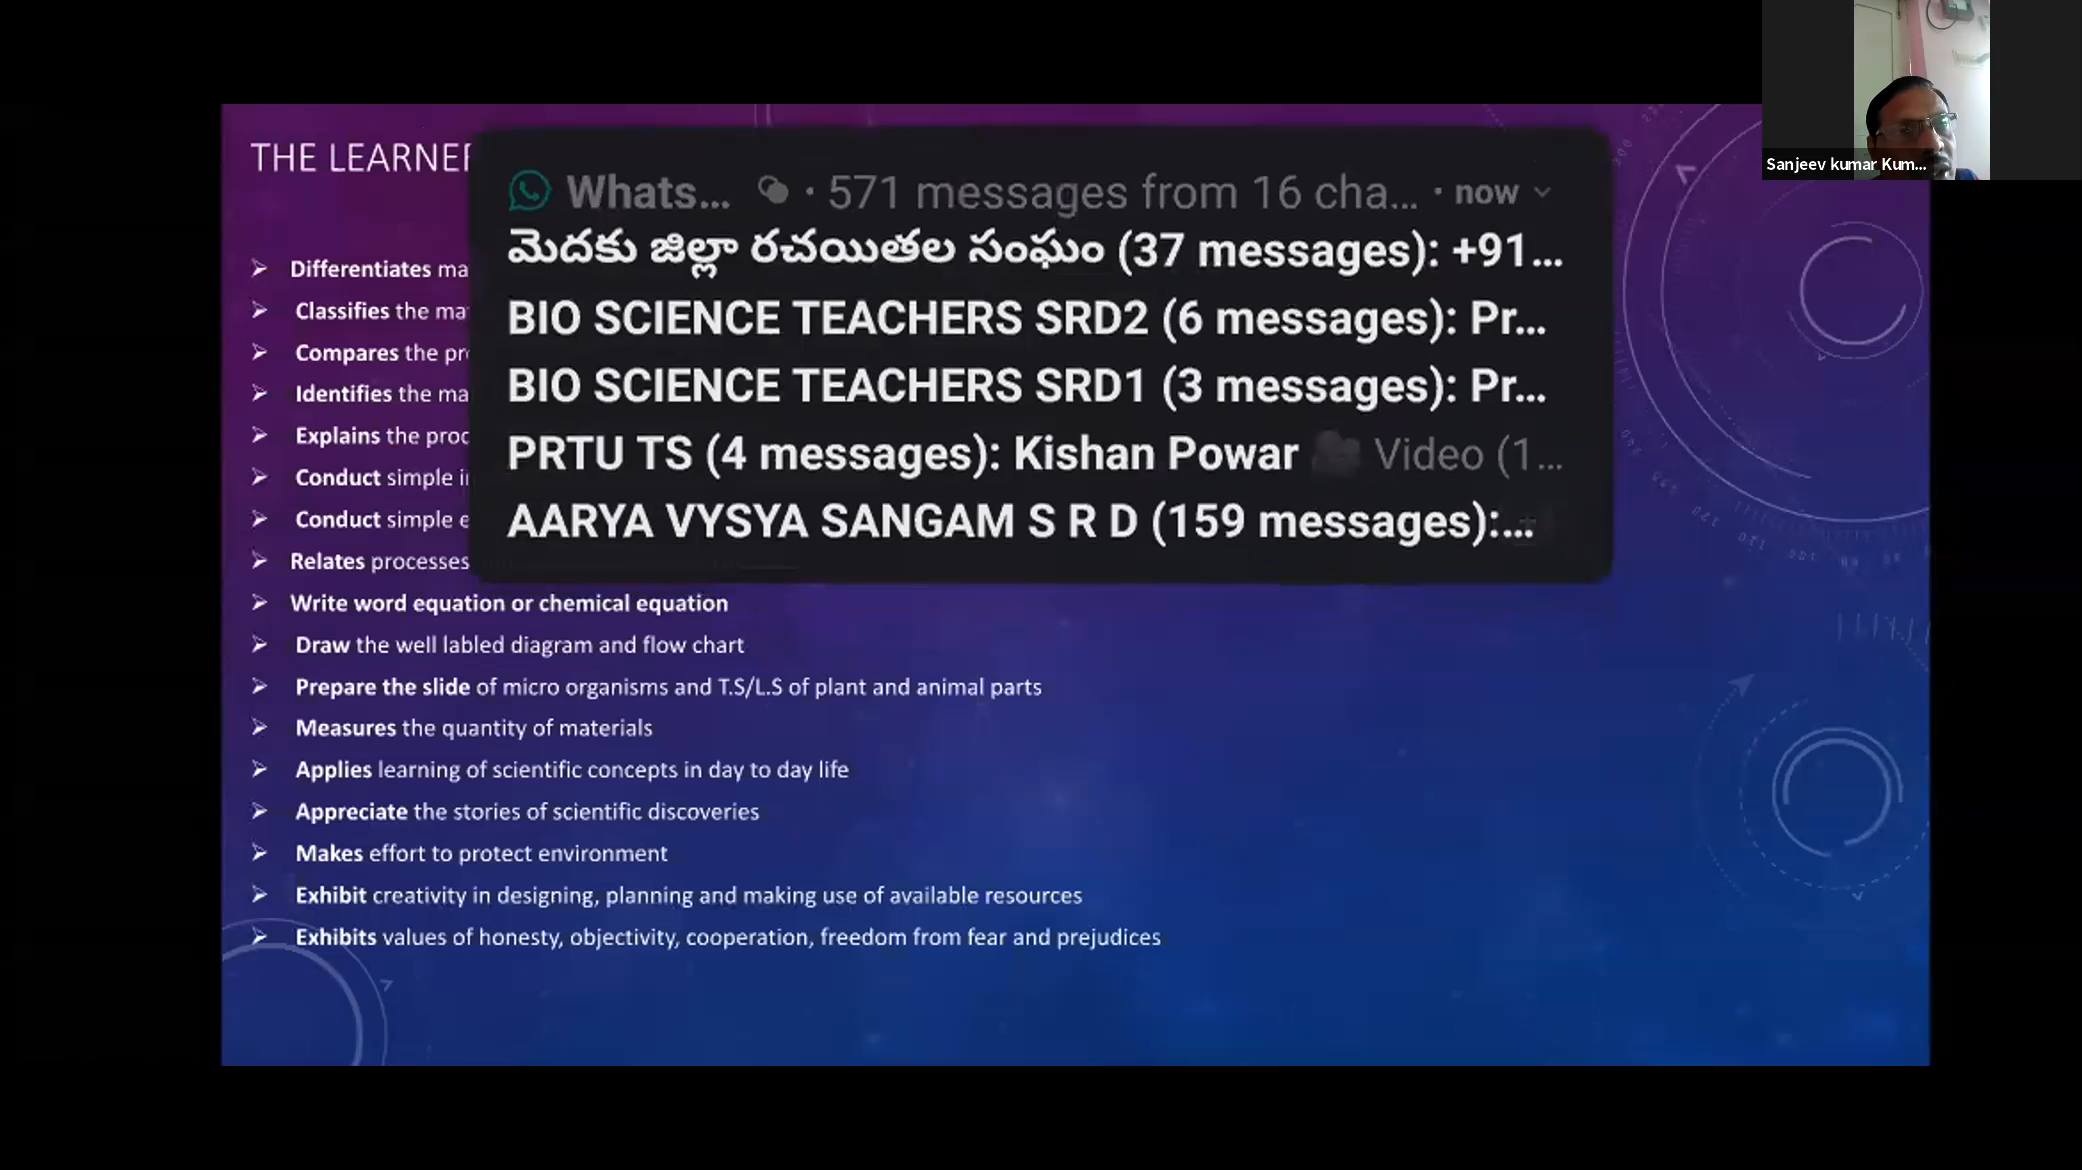 THE LEARNER
Whats... • 571 messages from 16 cha... • now
మెదకు జిల్లా రచయితల సంఘం (37 messages): +91...
BIO SCIENCE TEACHERS SRD2 (6 messages): Pr...
BIO SCIENCE TEACHERS SRD1 (3 messages): Pr...
PRTU TS (4 messages): Kishan Powar Video (1...
AARYA VYSYA SANGAM S R D (159 messages):...
Sanjeev kumar Kum...
Differentiates ma
Classifies the ma
Compares the pr
Identifies the ma
Explains the proc
Conduct simple i
Conduct simple e
Relates processes
Write word equation or chemical equation
Draw the well labled diagram and flow chart
Prepare the slide of micro organisms and T.S/L.S of plant and animal parts
Measures the quantity of materials
Applies learning of scientific concepts in day to day life
Appreciate the stories of scientific discoveries
Makes effort to protect environment
Exhibit creativity in designing, planning and making use of available resources
Exhibits values of honesty, objectivity, cooperation, freedom from fear and prejudices